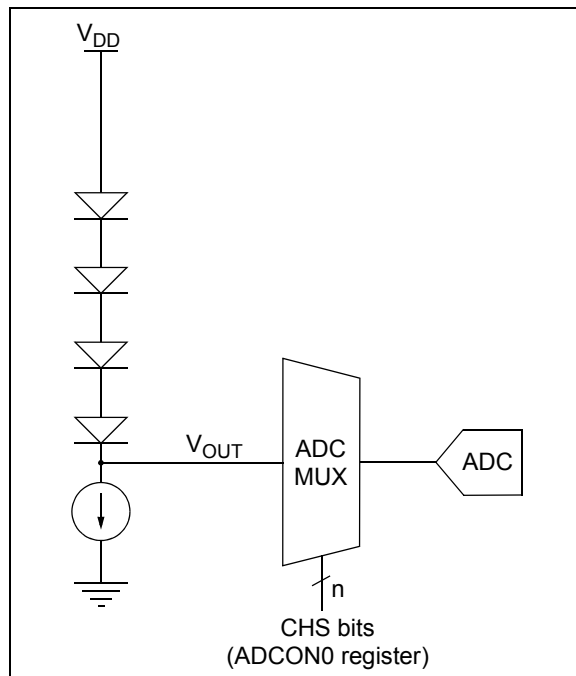 VDD
VOUT
ADC
MUX
ADC
n
CHS bits
(ADCON0 register)